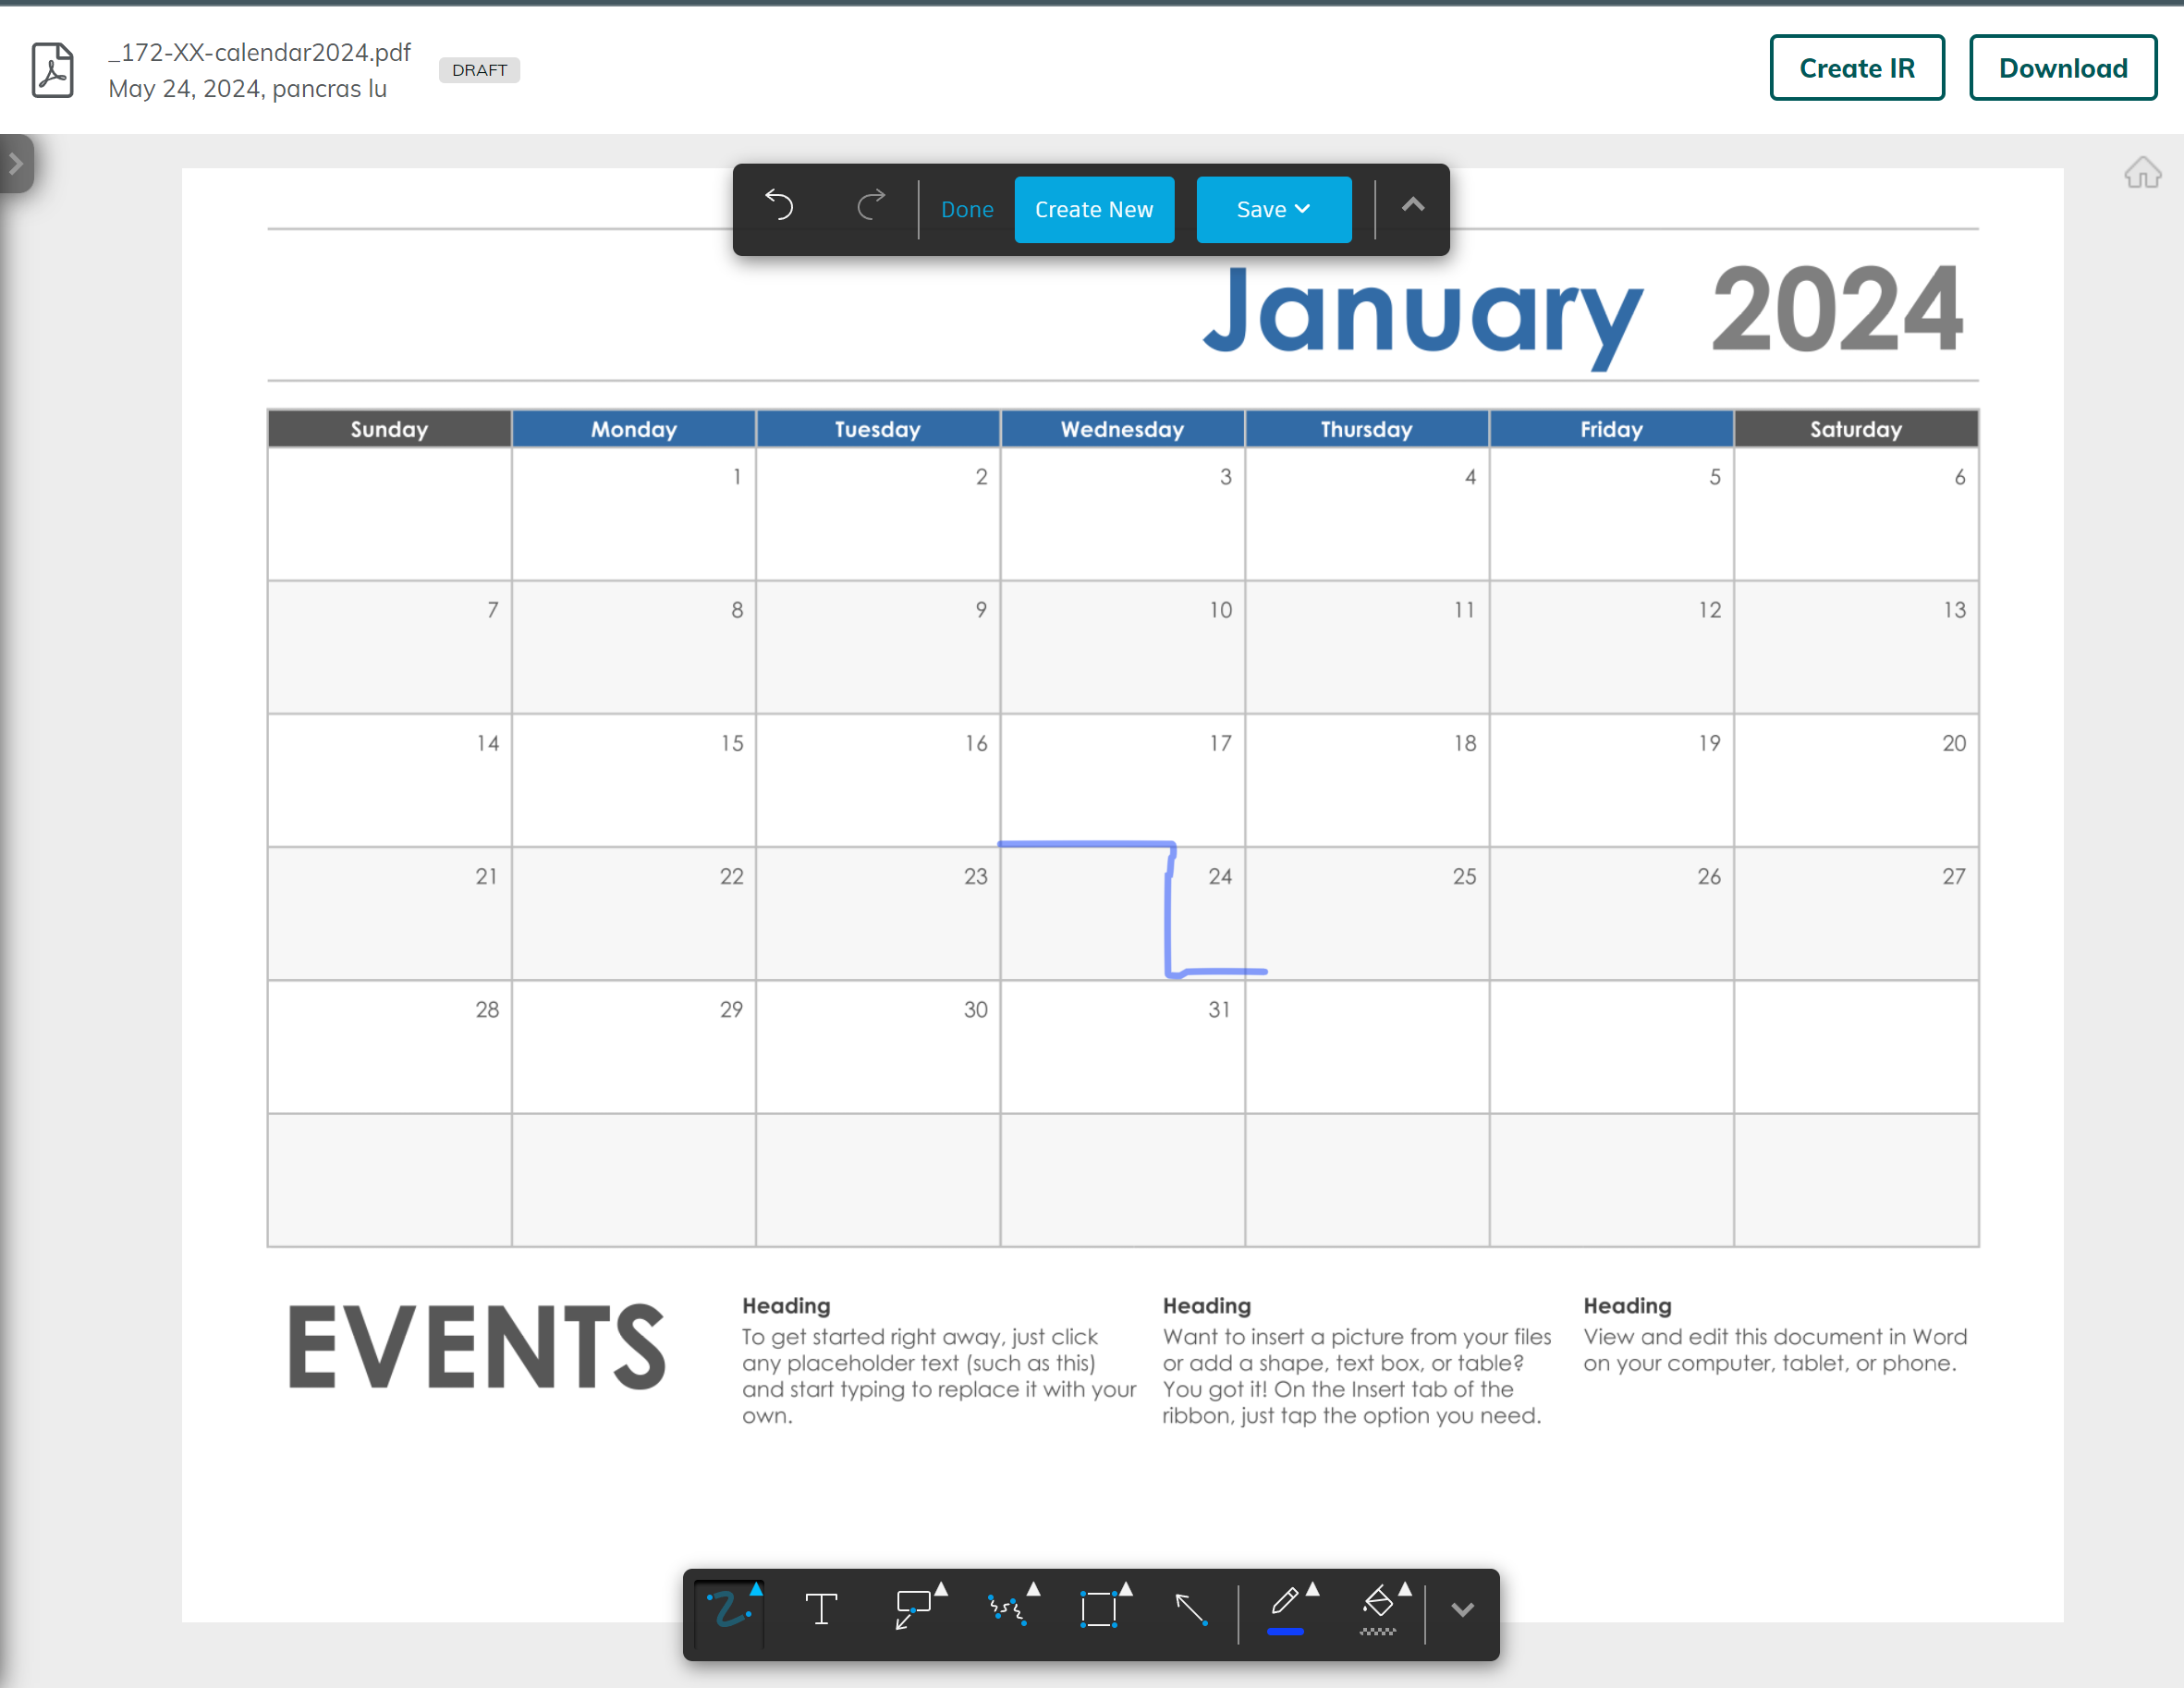 _172-XX-calendar2024.pdf
May 24, 2024, pancras lu
DRAFT
Create IR
Download
Done
Create New
Save
January 2024
Sunday Monday Tuesday Wednesday Thursday Friday Saturday
1 2 3 4 5 6
7 8 9 10 11 12 13
14 15 16 17 18 19 20
21 22 23 24 25 26 27
28 29 30 31
EVENTS
Heading
To get started right away, just click
any placeholder text (such as this)
and start typing to replace it with your
own.
Heading
Want to insert a picture from your files
or add a shape, text box, or table?
You got it! On the Insert tab of the
ribbon, just tap the option you need.
Heading
View and edit this document in Word
on your computer, tablet, or phone.
T